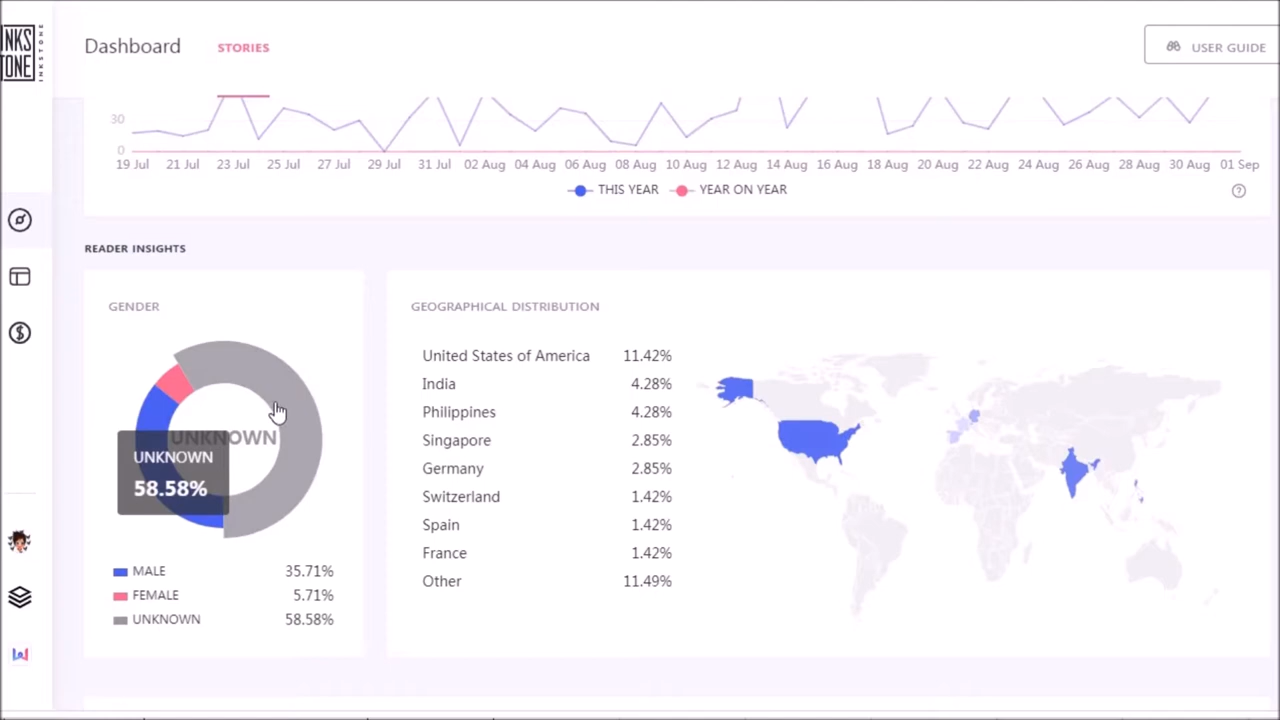 NKS
TONE
INKSTONE
Dashboard
STORIES
USER GUIDE
30
0
19 Jul 21 Jul 23 Jul 25 Jul 27 Jul 29 Jul 31 Jul 02 Aug 04 Aug 06 Aug 08 Aug 10 Aug 12 Aug 14 Aug 16 Aug 18 Aug 20 Aug 22 Aug 24 Aug 26 Aug 28 Aug 30 Aug 01 Sep
THIS YEAR YEAR ON YEAR
?
READER INSIGHTS
GENDER
UNKNOWN
UNKNOWN
58.58%
MALE 35.71%
FEMALE 5.71%
UNKNOWN 58.58%
GEOGRAPHICAL DISTRIBUTION
United States of America 11.42%
India 4.28%
Philippines 4.28%
Singapore 2.85%
Germany 2.85%
Switzerland 1.42%
Spain 1.42%
France 1.42%
Other 11.49%